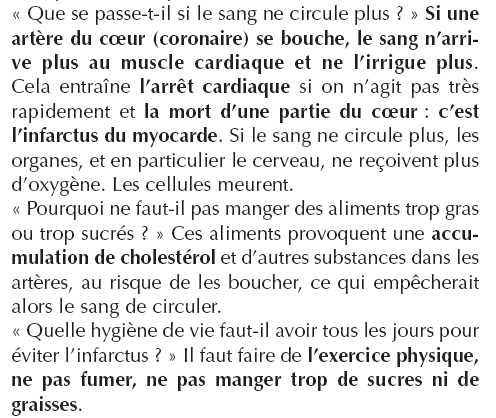 « Que se passe-t-il si le sang ne circule plus ? » Si une
artère du cœur (coronaire) se bouche, le sang n'arri-
ve plus au muscle cardiaque et ne l'irrigue plus.
Cela entraîne l'arrêt cardiaque si on n'agit pas très
rapidement et la mort d'une partie du cœur : c'est
l'infarctus du myocarde. Si le sang ne circule plus, les
organes, et en particulier le cerveau, ne reçoivent plus
d'oxygène. Les cellules meurent.
« Pourquoi ne faut-il pas manger des aliments trop gras
ou trop sucrés ? » Ces aliments provoquent une accu-
mulation de cholestérol et d'autres substances dans les
artères, au risque de les boucher, ce qui empêcherait
alors le sang de circuler.
« Quelle hygiène de vie faut-il avoir tous les jours pour
éviter l'infarctus ? » Il faut faire de l'exercice physique,
ne pas fumer, ne pas manger trop de sucres ni de
graisses.